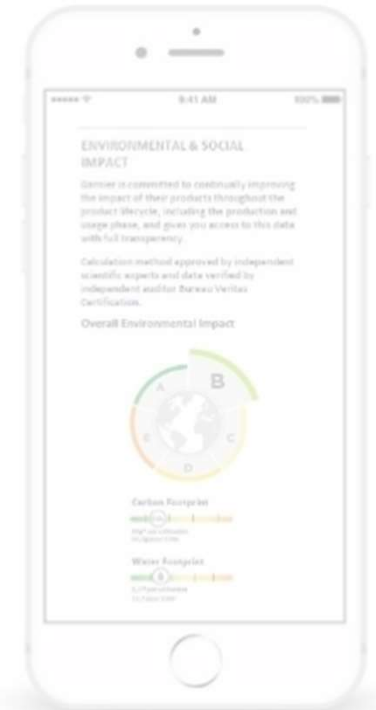 9:41 AM 100%
ENVIRONMENTAL & SOCIAL
IMPACT
Garnier is committed to continually improving
the impact of their products throughout the
product lifecycle, including the production and
usage phase, and gives you access to this data
with full transparency.
Calculation method approved by independent
scientific experts and data verified by
independent auditor Bureau Veritas
Certification.
Overall Environmental Impact
A
B
C
D
E
Carbon Footprint
Water Footprint